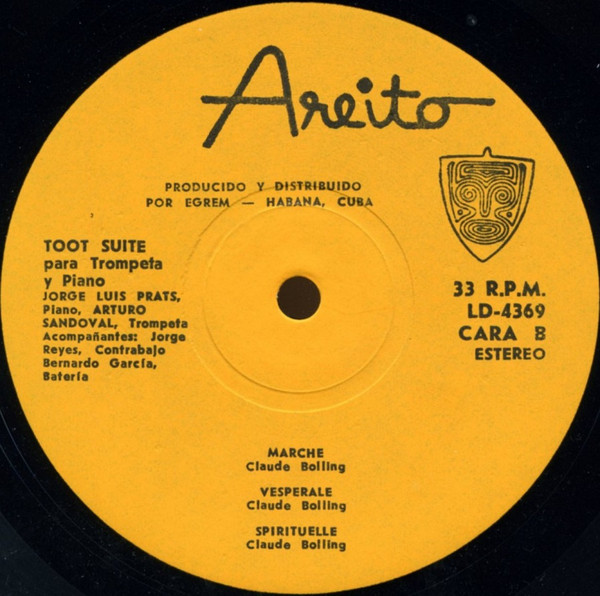 Areito
PRODUCIDO Y DISTRIBUIDO
POR EGREM — HABANA, CUBA
TOOT SUITE
para Trompeta
y Piano
JORGE LUIS PRATS,
Piano, ARTURO
SANDOVAL, Trompeta
Acompañantes: Jorge
Reyes, Contrabajo
Bernardo García,
Batería
33 R.P.M.
LD-4369
CARA B
ESTEREO
MARCHE
Claude Bolling
VESPERALE
Claude Bolling
SPIRITUELLE
Claude Bolling